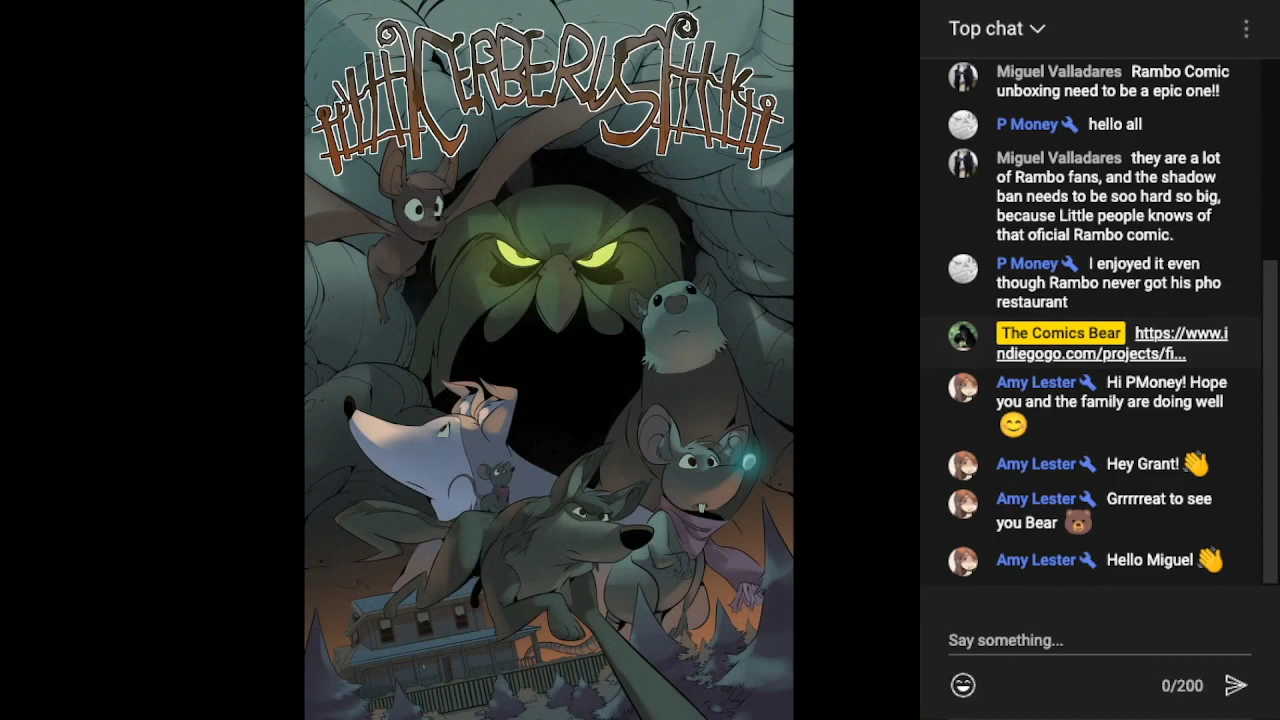 CERBERUS
Top chat
Miguel Valladares Rambo Comic
unboxing need to be a epic one!!
P Money hello all
Miguel Valladares they are a lot
of Rambo fans, and the shadow
ban needs to be soo hard so big,
because Little people knows of
that oficial Rambo comic.
P Money I enjoyed it even
though Rambo never got his pho
restaurant
The Comics Bear https://www.i
ndiegogo.com/projects/fi...
Amy Lester Hi PMoney! Hope
you and the family are doing well
😊
Amy Lester Hey Grant! 👋
Amy Lester Grrrrreat to see
you Bear 🐻
Amy Lester Hello Miguel 👋
Say something...
0/200